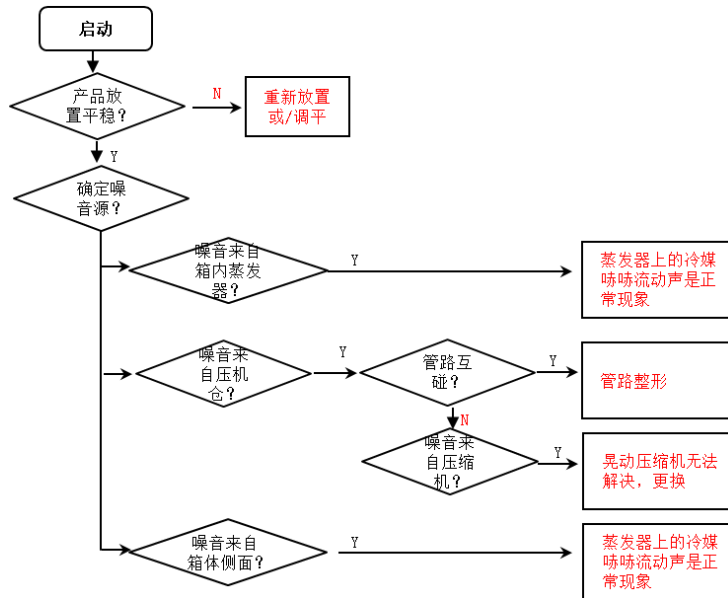 启动
产品放
置平稳？
N
重新放置
或/调平
Y
确定噪
音源？
噪音来自
箱内蒸发
器？
Y
蒸发器上的冷媒
哧哧流动声是正
常现象
噪音来
自压机
仓？
Y
管路互
碰？
Y
管路整形
N
噪音来
自压缩
机？
Y
晃动压缩机无法
解决，更换
噪音来自
箱体侧面？
Y
蒸发器上的冷媒
哧哧流动声是正
常现象